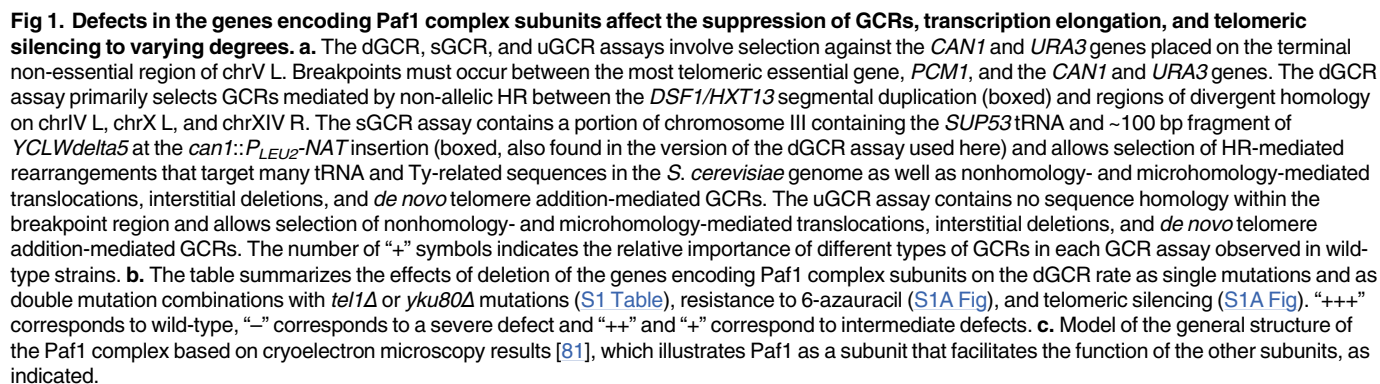 Fig 1. Defects in the genes encoding Paf1 complex subunits affect the suppression of GCRs, transcription elongation, and telomeric
silencing to varying degrees. a. The dGCR, sGCR, and uGCR assays involve selection against the CAN1 and URA3 genes placed on the terminal
non-essential region of chrV L. Breakpoints must occur between the most telomeric essential gene, PCM1, and the CAN1 and URA3 genes. The dGCR
assay primarily selects GCRs mediated by non-allelic HR between the DSF1/HXT13 segmental duplication (boxed) and regions of divergent homology
on chrIV L, chrX L, and chrXIV R. The sGCR assay contains a portion of chromosome III containing the SUP53 tRNA and ~100 bp fragment of
YCLWdelta5 at the can1::PLEU2-NAT insertion (boxed, also found in the version of the dGCR assay used here) and allows selection of HR-mediated
rearrangements that target many tRNA and Ty-related sequences in the S. cerevisiae genome as well as nonhomology- and microhomology-mediated
translocations, interstitial deletions, and de novo telomere addition-mediated GCRs. The uGCR assay contains no sequence homology within the
breakpoint region and allows selection of nonhomology- and microhomology-mediated translocations, interstitial deletions, and de novo telomere
addition-mediated GCRs. The number of “+” symbols indicates the relative importance of different types of GCRs in each GCR assay observed in wild-
type strains. b. The table summarizes the effects of deletion of the genes encoding Paf1 complex subunits on the dGCR rate as single mutations and as
double mutation combinations with tel1Δ or yku80Δ mutations (S1 Table), resistance to 6-azauracil (S1A Fig), and telomeric silencing (S1A Fig). “+++”
corresponds to wild-type, “–” corresponds to a severe defect and “++” and “+” correspond to intermediate defects. c. Model of the general structure of
the Paf1 complex based on cryoelectron microscopy results [81], which illustrates Paf1 as a subunit that facilitates the function of the other subunits, as
indicated.